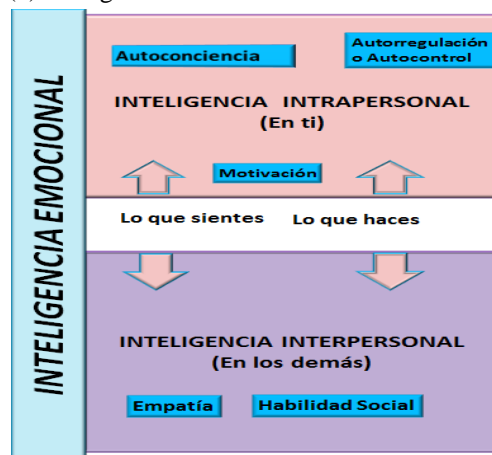 INTELIGENCIA EMOCIONAL
Autoconciencia
Autorregulación
o Autocontrol
INTELIGENCIA INTRAPERSONAL
(En ti)
Motivación
Lo que sientes
Lo que haces
INTELIGENCIA INTERPERSONAL
(En los demás)
Empatía
Habilidad Social